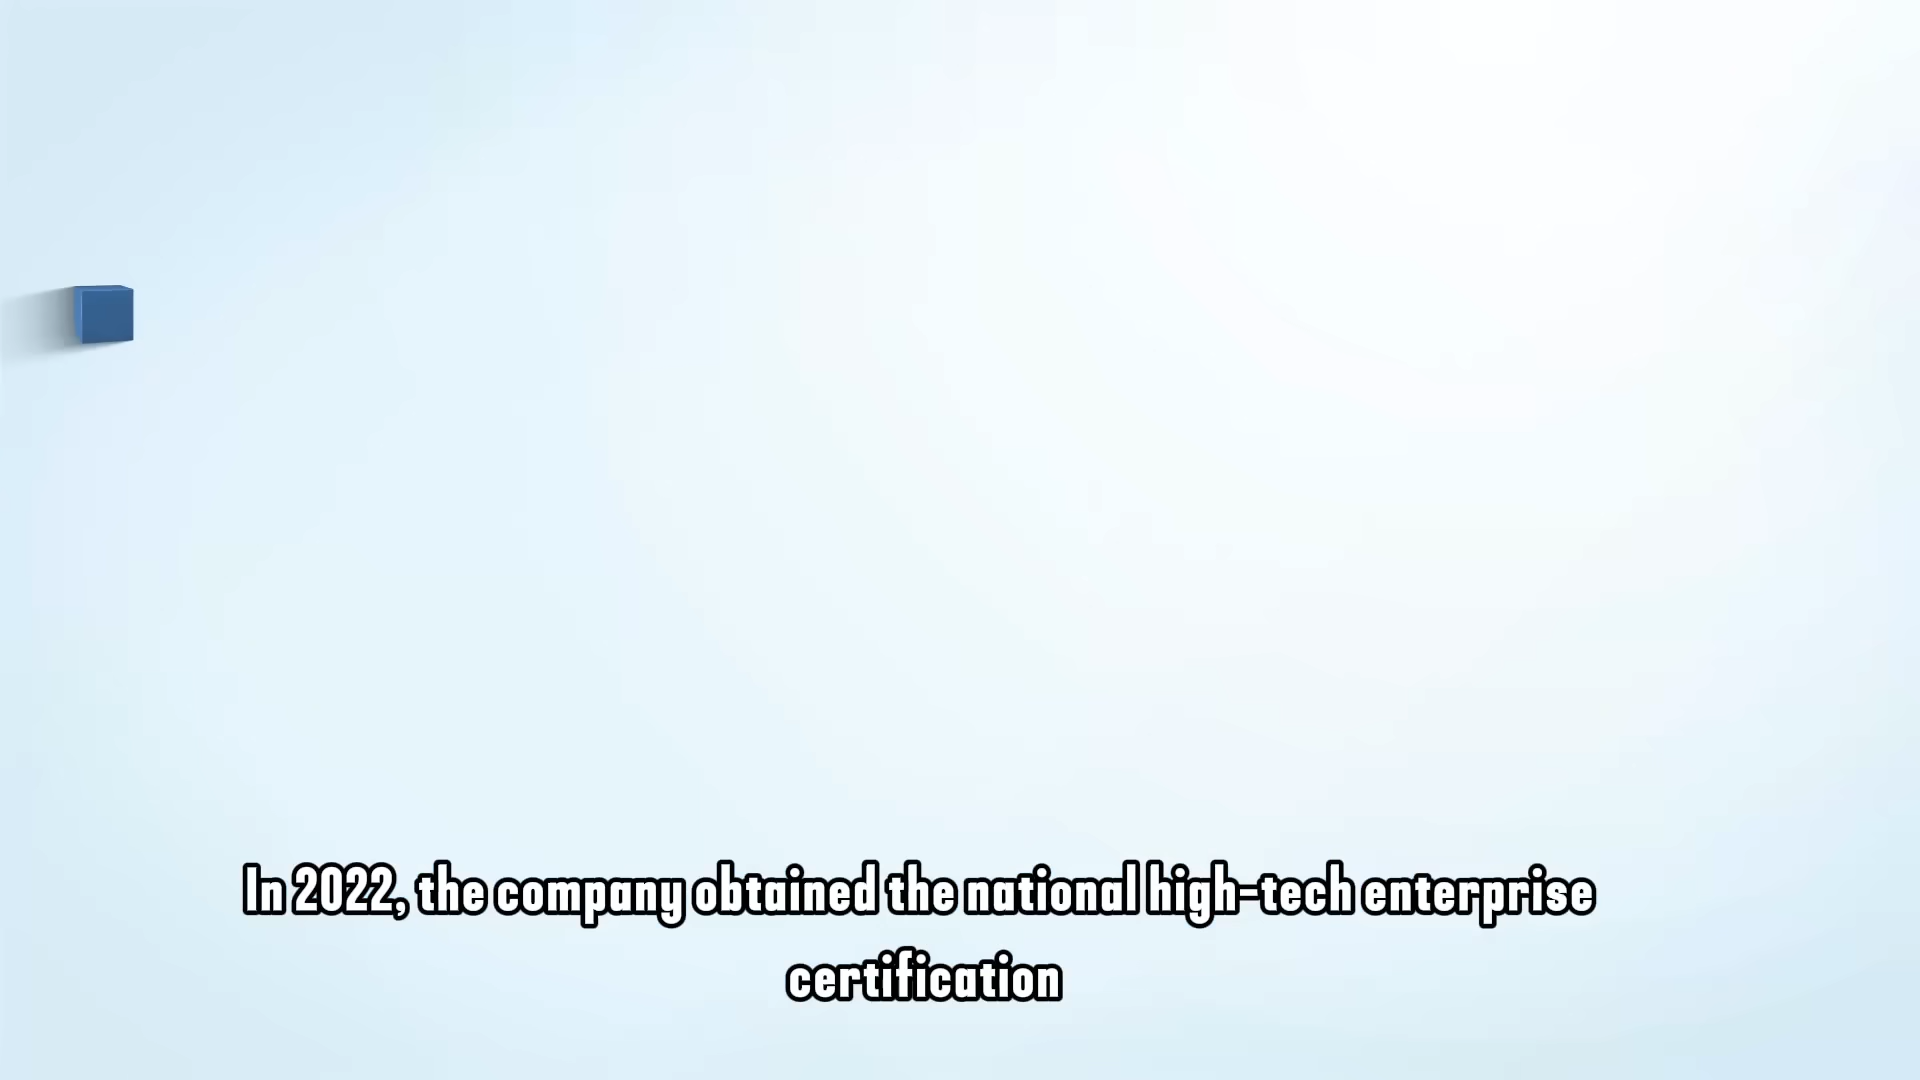 In 2022, the company obtained the national high-tech enterprise
certification